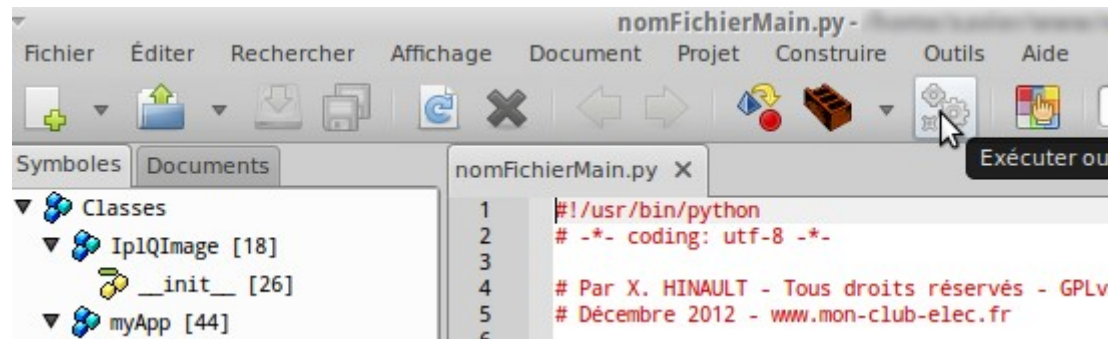 nomFichierMain.py -
Fichier Éditer Rechercher Affichage Document Projet Construire Outils Aide
Exécuter ou
Symboles Documents
nomFichierMain.py X
Classes
IplQImage [18]
__init__ [26]
myApp [44]
1 #!/usr/bin/python
2 # -*- coding: utf-8 -*-
3
4 # Par X. HINAULT - Tous droits réservés - GPLv
5 # Décembre 2012 - www.mon-club-elec.fr